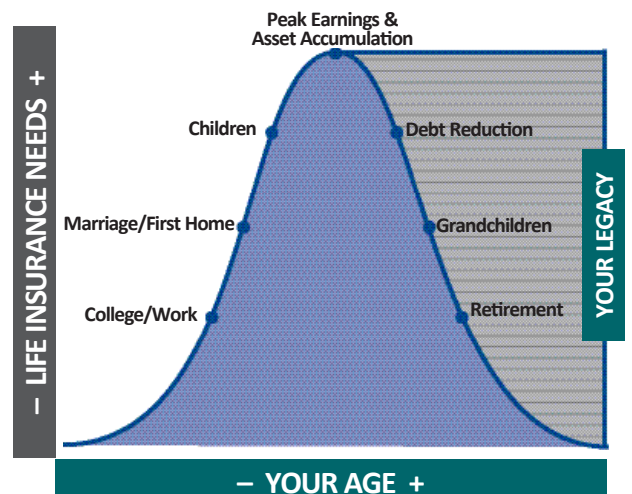 Peak Earnings &
Asset Accumulation
Children
Debt Reduction
Marriage/First Home
Grandchildren
College/Work
Retirement
– LIFE INSURANCE NEEDS +
YOUR LEGACY
– YOUR AGE +